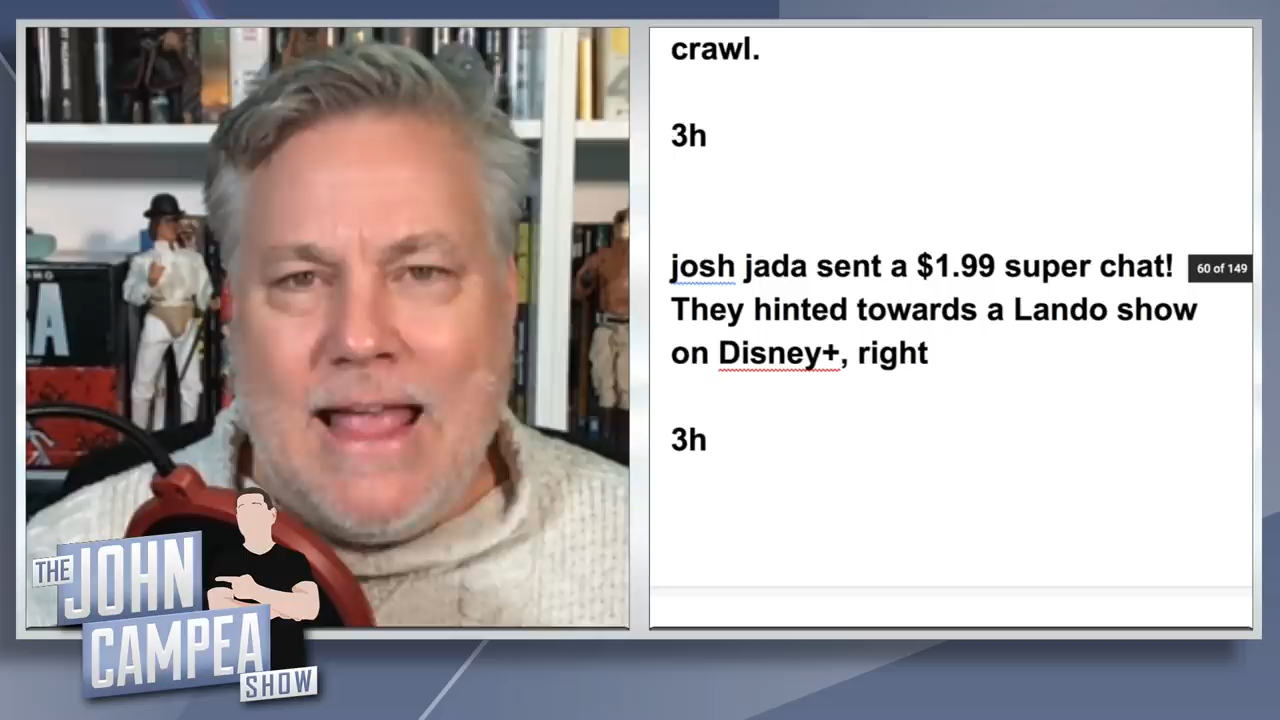 crawl.
3h
josh jada sent a $1.99 super chat!
They hinted towards a Lando show
on Disney+, right
3h
60 of 149
THE
JOHN
CAMPEA
SHOW